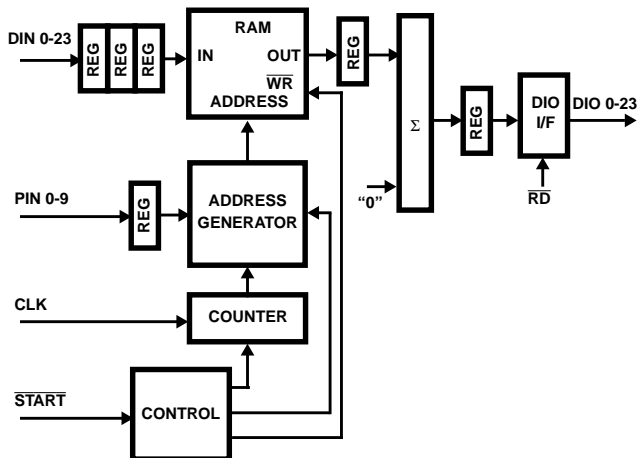 DIN 0-23
REG
REG
REG
RAM
IN
OUT
WR
ADDRESS
REG
Σ
"0"
REG
DIO
I/F
DIO 0-23
RD
PIN 0-9
REG
ADDRESS
GENERATOR
CLK
COUNTER
START
CONTROL